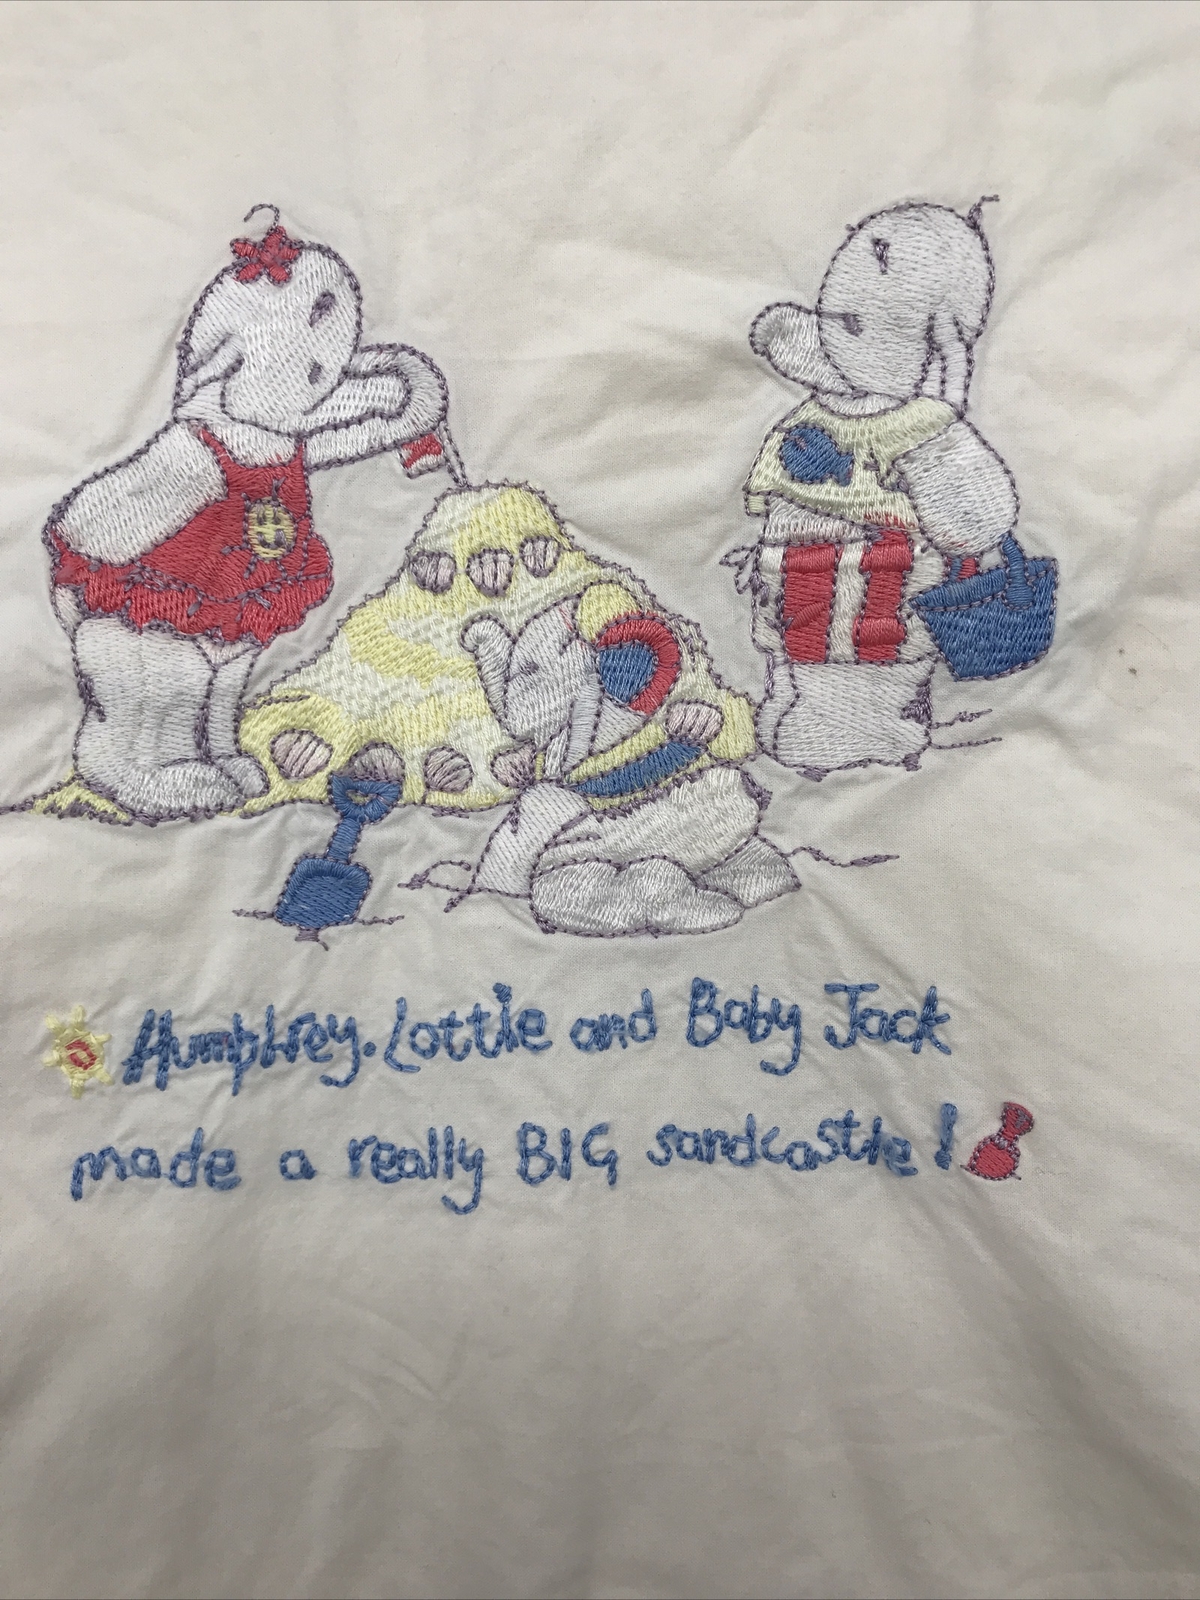 Humphrey. Lottie and Baby Jack
made a really BIG sandcastle!